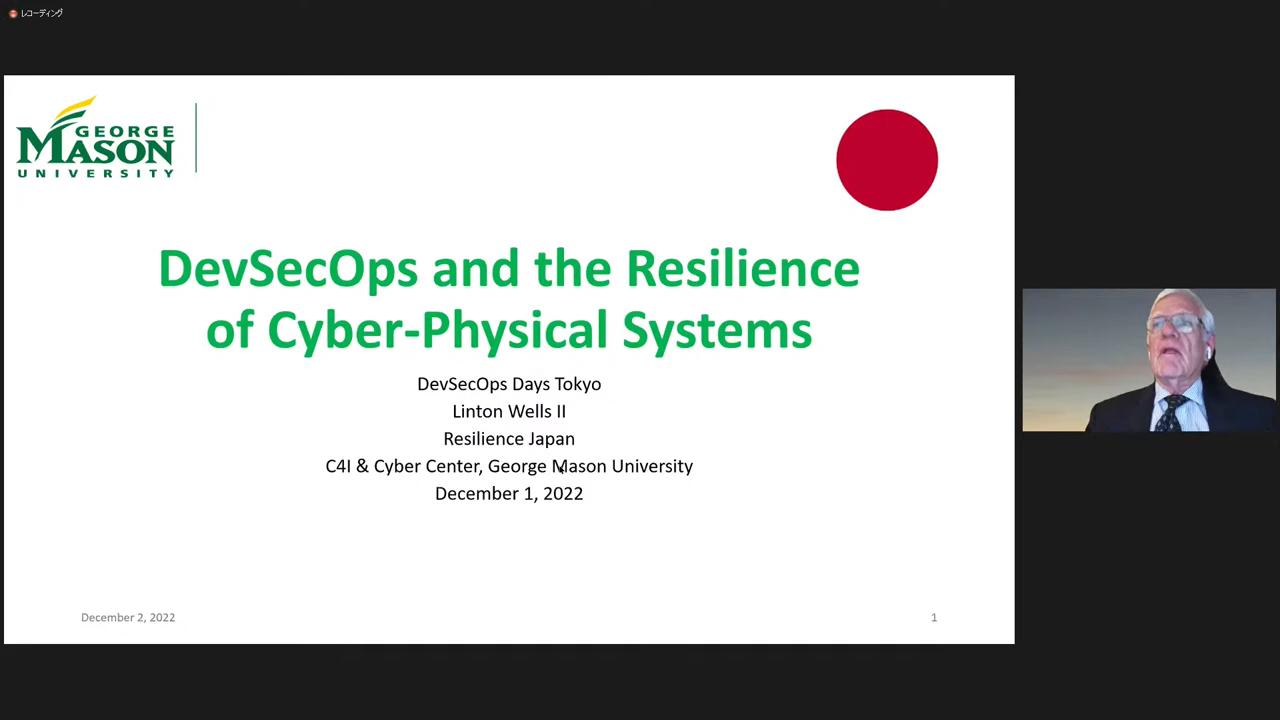 レコーディング
GEORGE
MASON
UNIVERSITY
DevSecOps and the Resilience
of Cyber-Physical Systems
DevSecOps Days Tokyo
Linton Wells II
Resilience Japan
C4I & Cyber Center, George Mason University
December 1, 2022
December 2, 2022
1